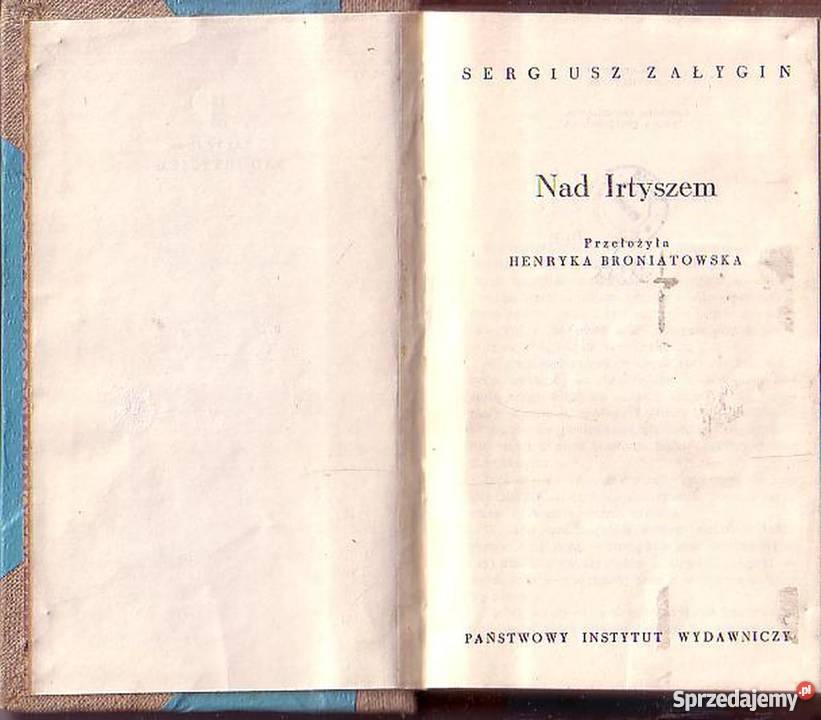 SERGIUSZ ZAŁYGIN
Nad Irtyszem
Przełożyła
HENRYKA BRONIATOWSKA
PAŃSTWOWY INSTYTUT WYDAWNICZY
Sprzedajemy.pl